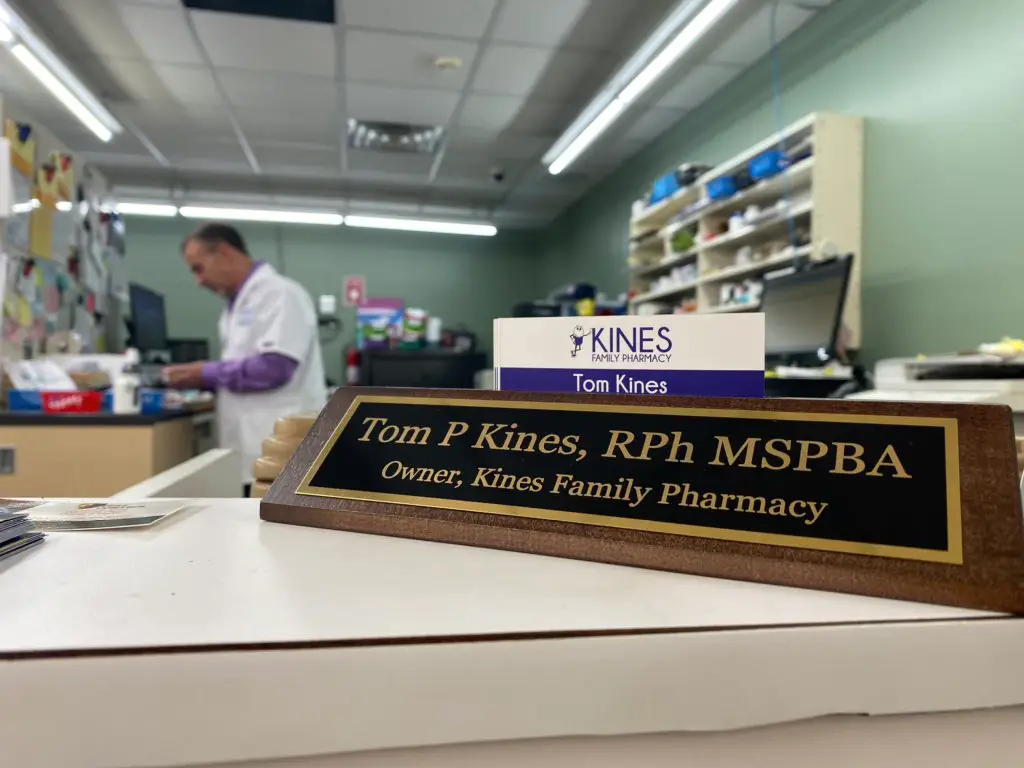 KINES
FAMILY PHARMACY
Tom Kines
Tom P Kines, RPh MSPBA
Owner, Kines Family Pharmacy